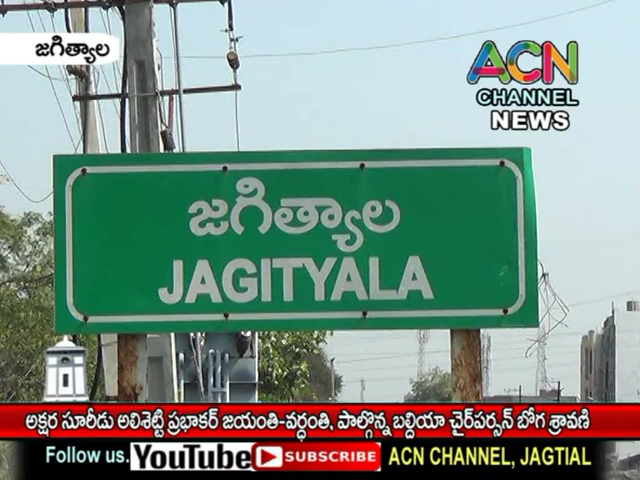 జగిత్యాల
ACN
CHANNEL
NEWS
జగిత్యాల
JAGITYALA
అక్షర సూరీడు అలిశెట్టి ప్రభాకర్ జయంతి-వర్ధంతి, పాల్గొన్న బల్దియా చైర్‌పర్సన్ బోగ శ్రావణి
Follow us. YouTube SUBSCRIBE ACN CHANNEL, JAGTIAL